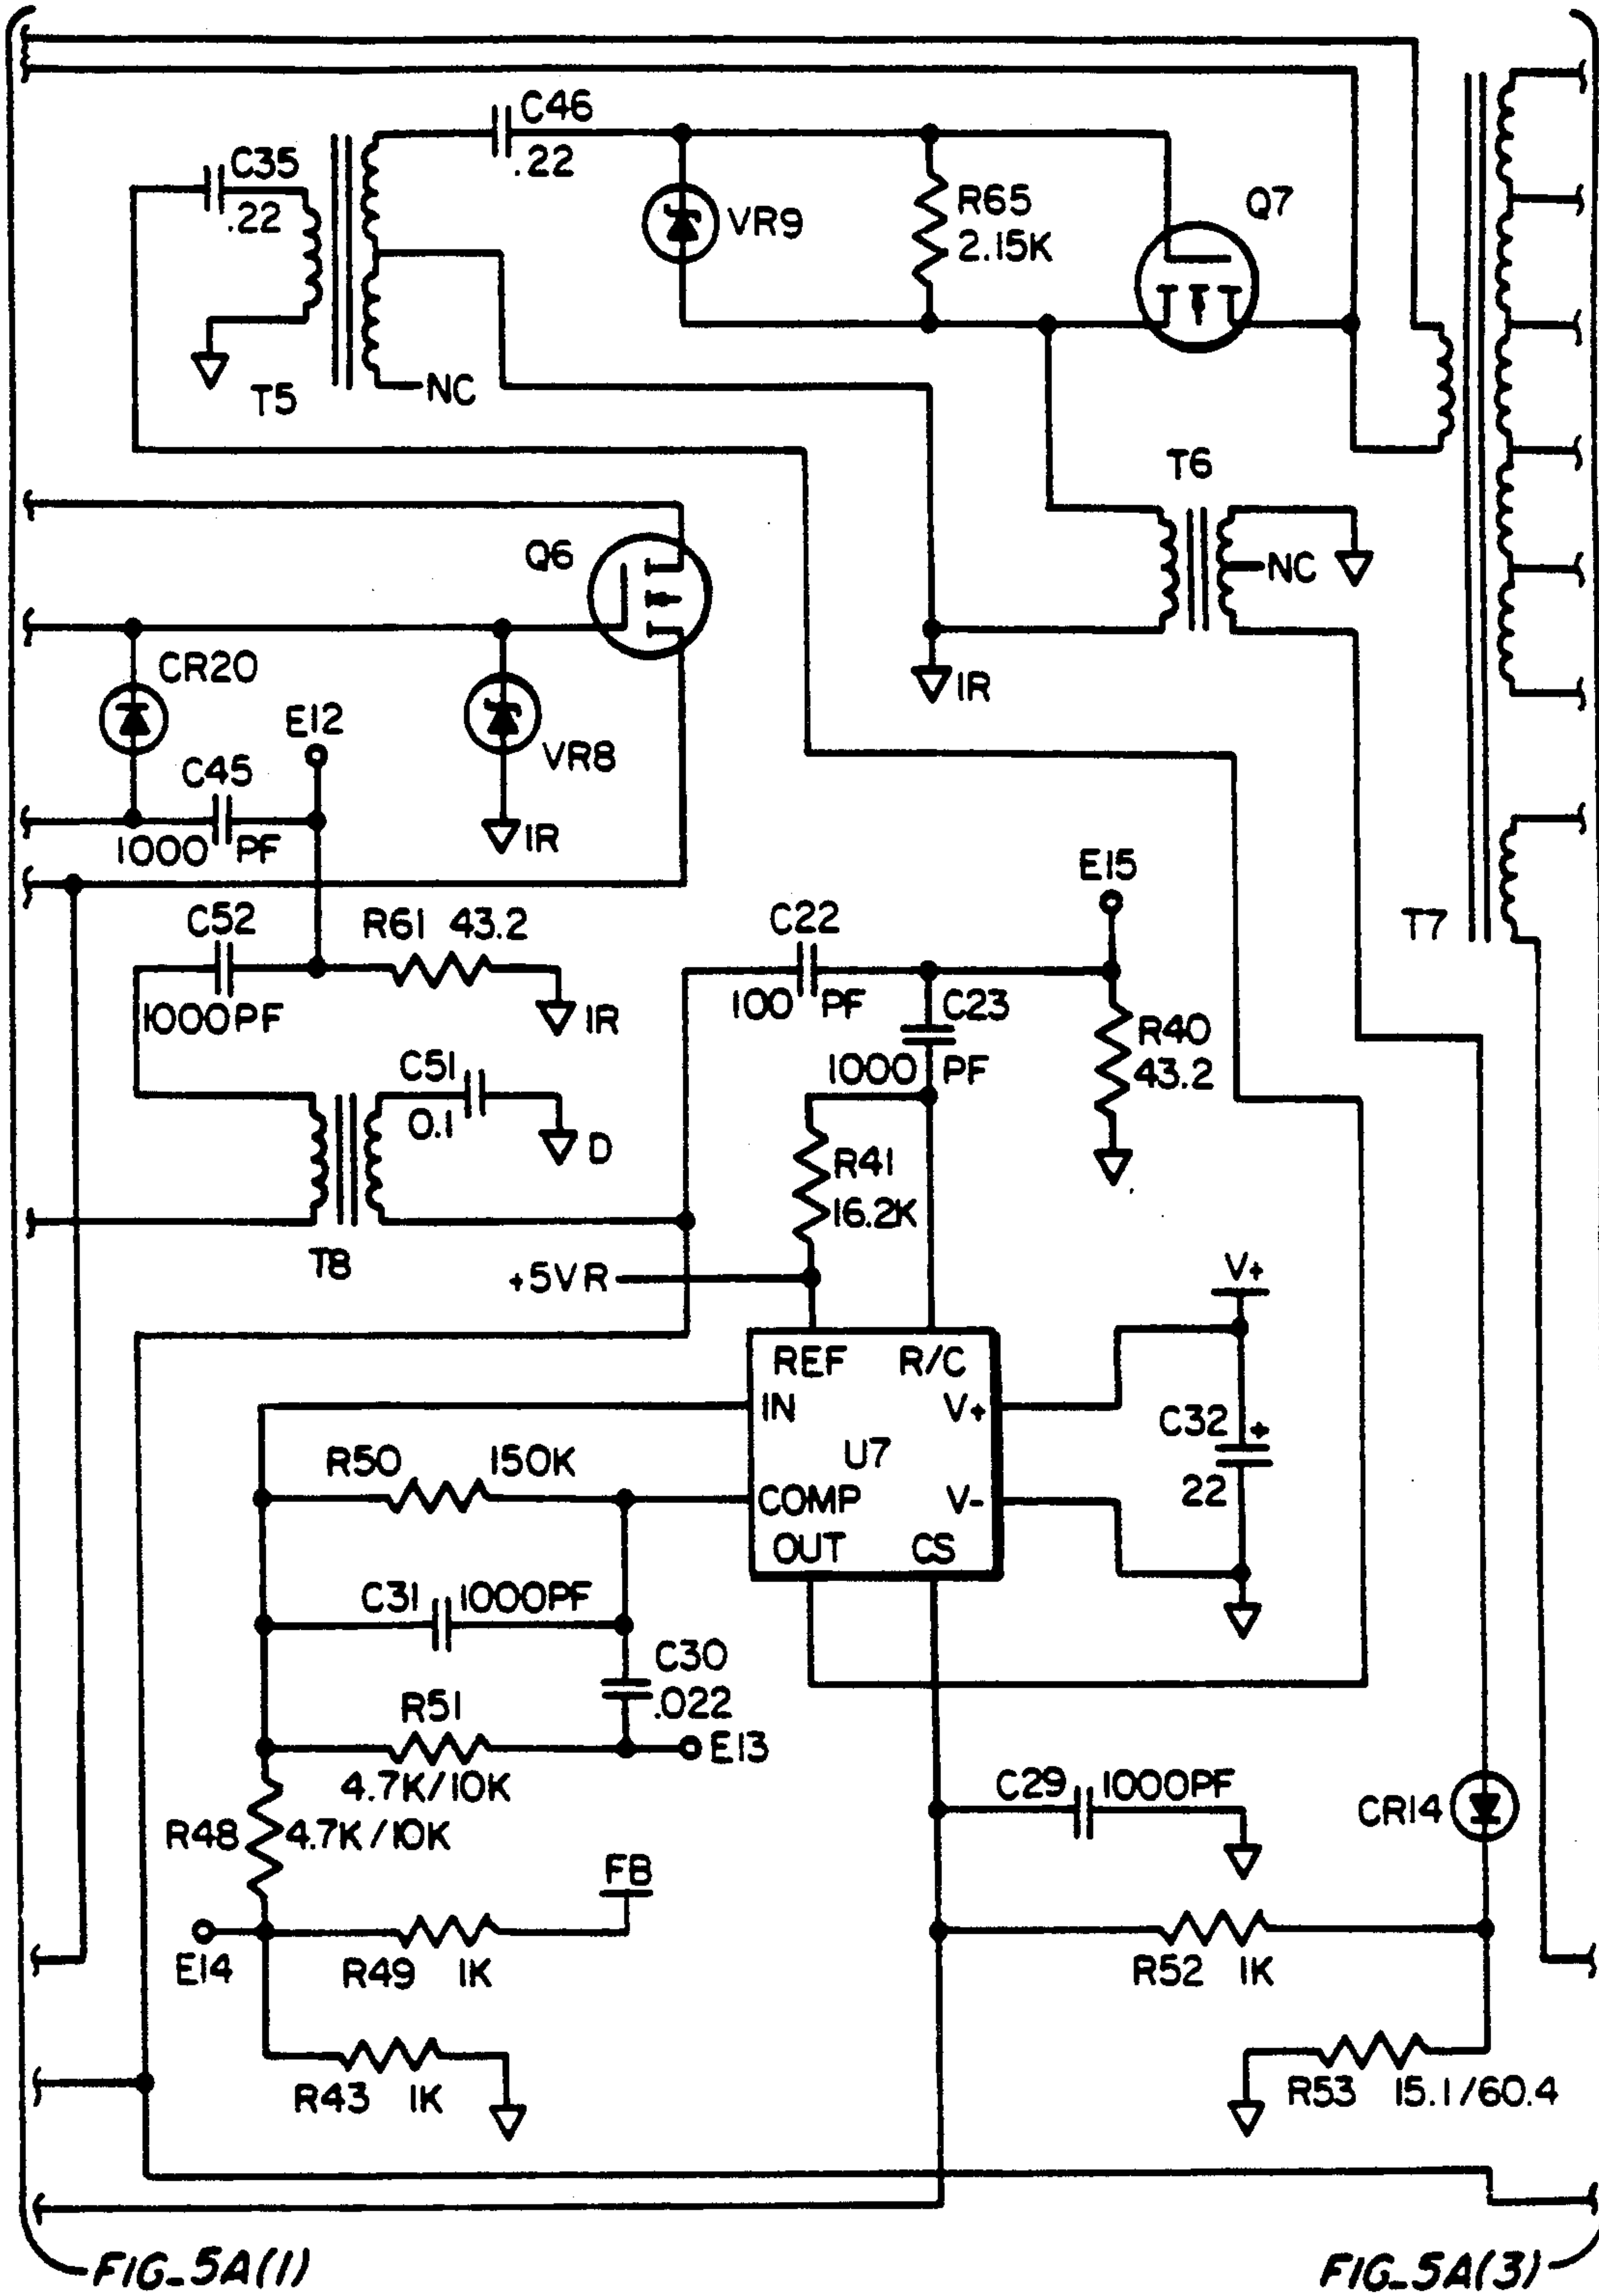 C46
.22
C35
.22
VR9
R65
2.15K
Q7
T5
NC
T6
Q6
NC
CR20
E12
1R
C45
VR8
1000 PF
1R
E15
C52
R61 43.2
C22
T7
1000PF
1R
100 PF
C23
R40
43.2
C51
1000 PF
0.1
D
R41
16.2K
T8
+5VR
V+
REF R/C
IN V+
C32 +
R50 150K
U7
COMP V-
22
OUT CS
C31 1000PF
C30
.022
R51
E13
4.7K/10K
C29 1000PF
CR14
R48 4.7K/10K
FB
E14
R49 1K
R52 1K
R43 1K
R53 15.1/60.4
FIG_5A(1)
FIG_5A(3)